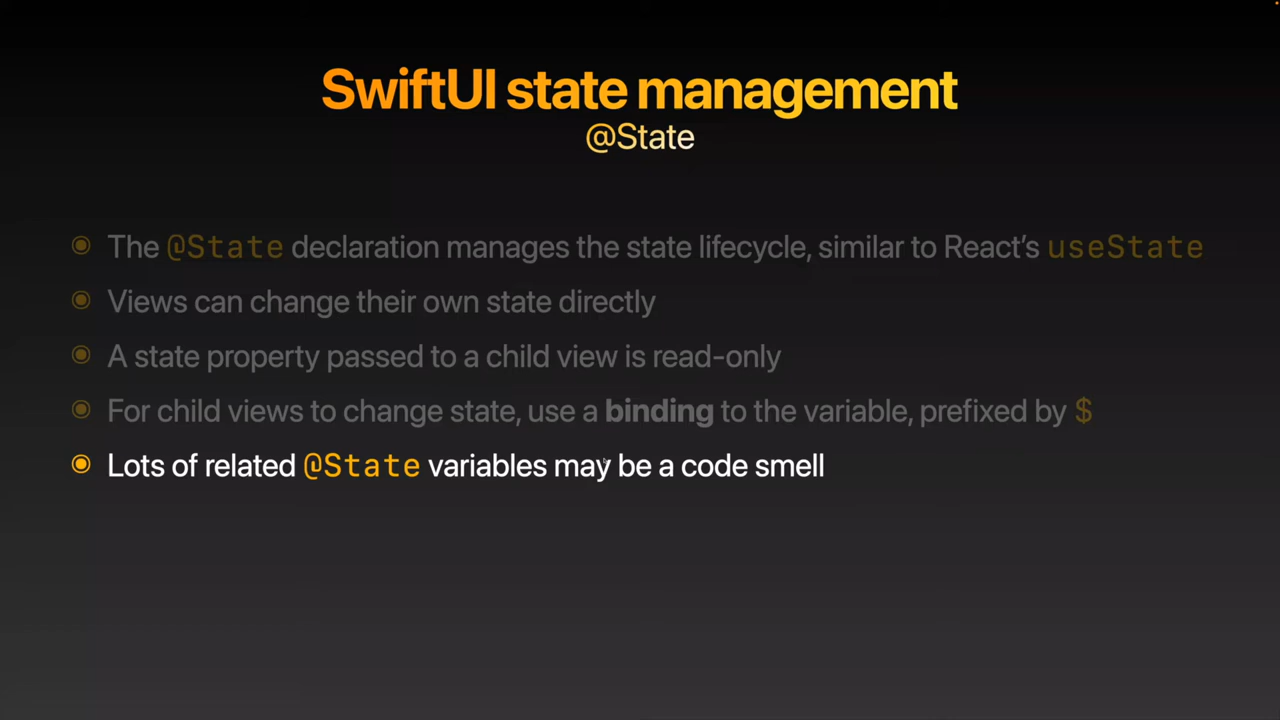 SwiftUI state management
@State
The @State declaration manages the state lifecycle, similar to React’s useState
Views can change their own state directly
A state property passed to a child view is read-only
For child views to change state, use a binding to the variable, prefixed by $
Lots of related @State variables may be a code smell